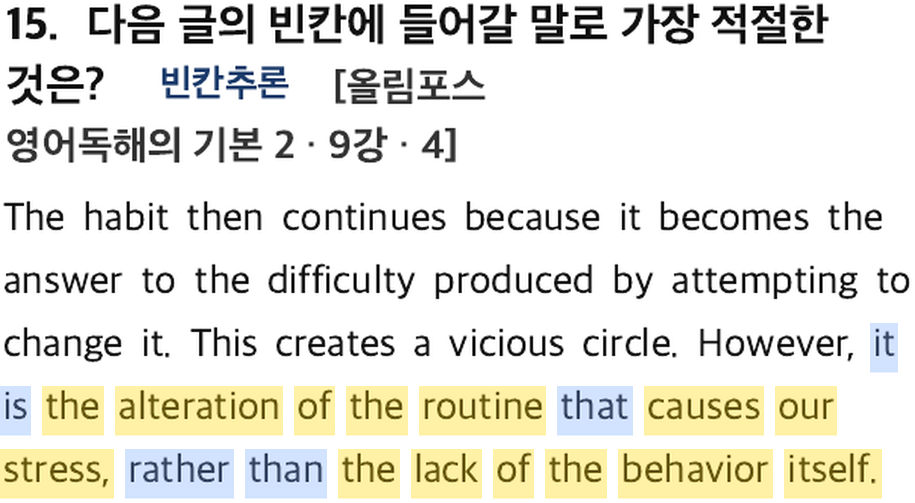 15. 다음 글의 빈칸에 들어갈 말로 가장 적절한
것은? 빈칸추론 [올림포스
영어독해의 기본 2 · 9강 · 4]
The habit then continues because it becomes the
answer to the difficulty produced by attempting to
change it. This creates a vicious circle. However, it
is the alteration of the routine that causes our
stress, rather than the lack of the behavior itself.